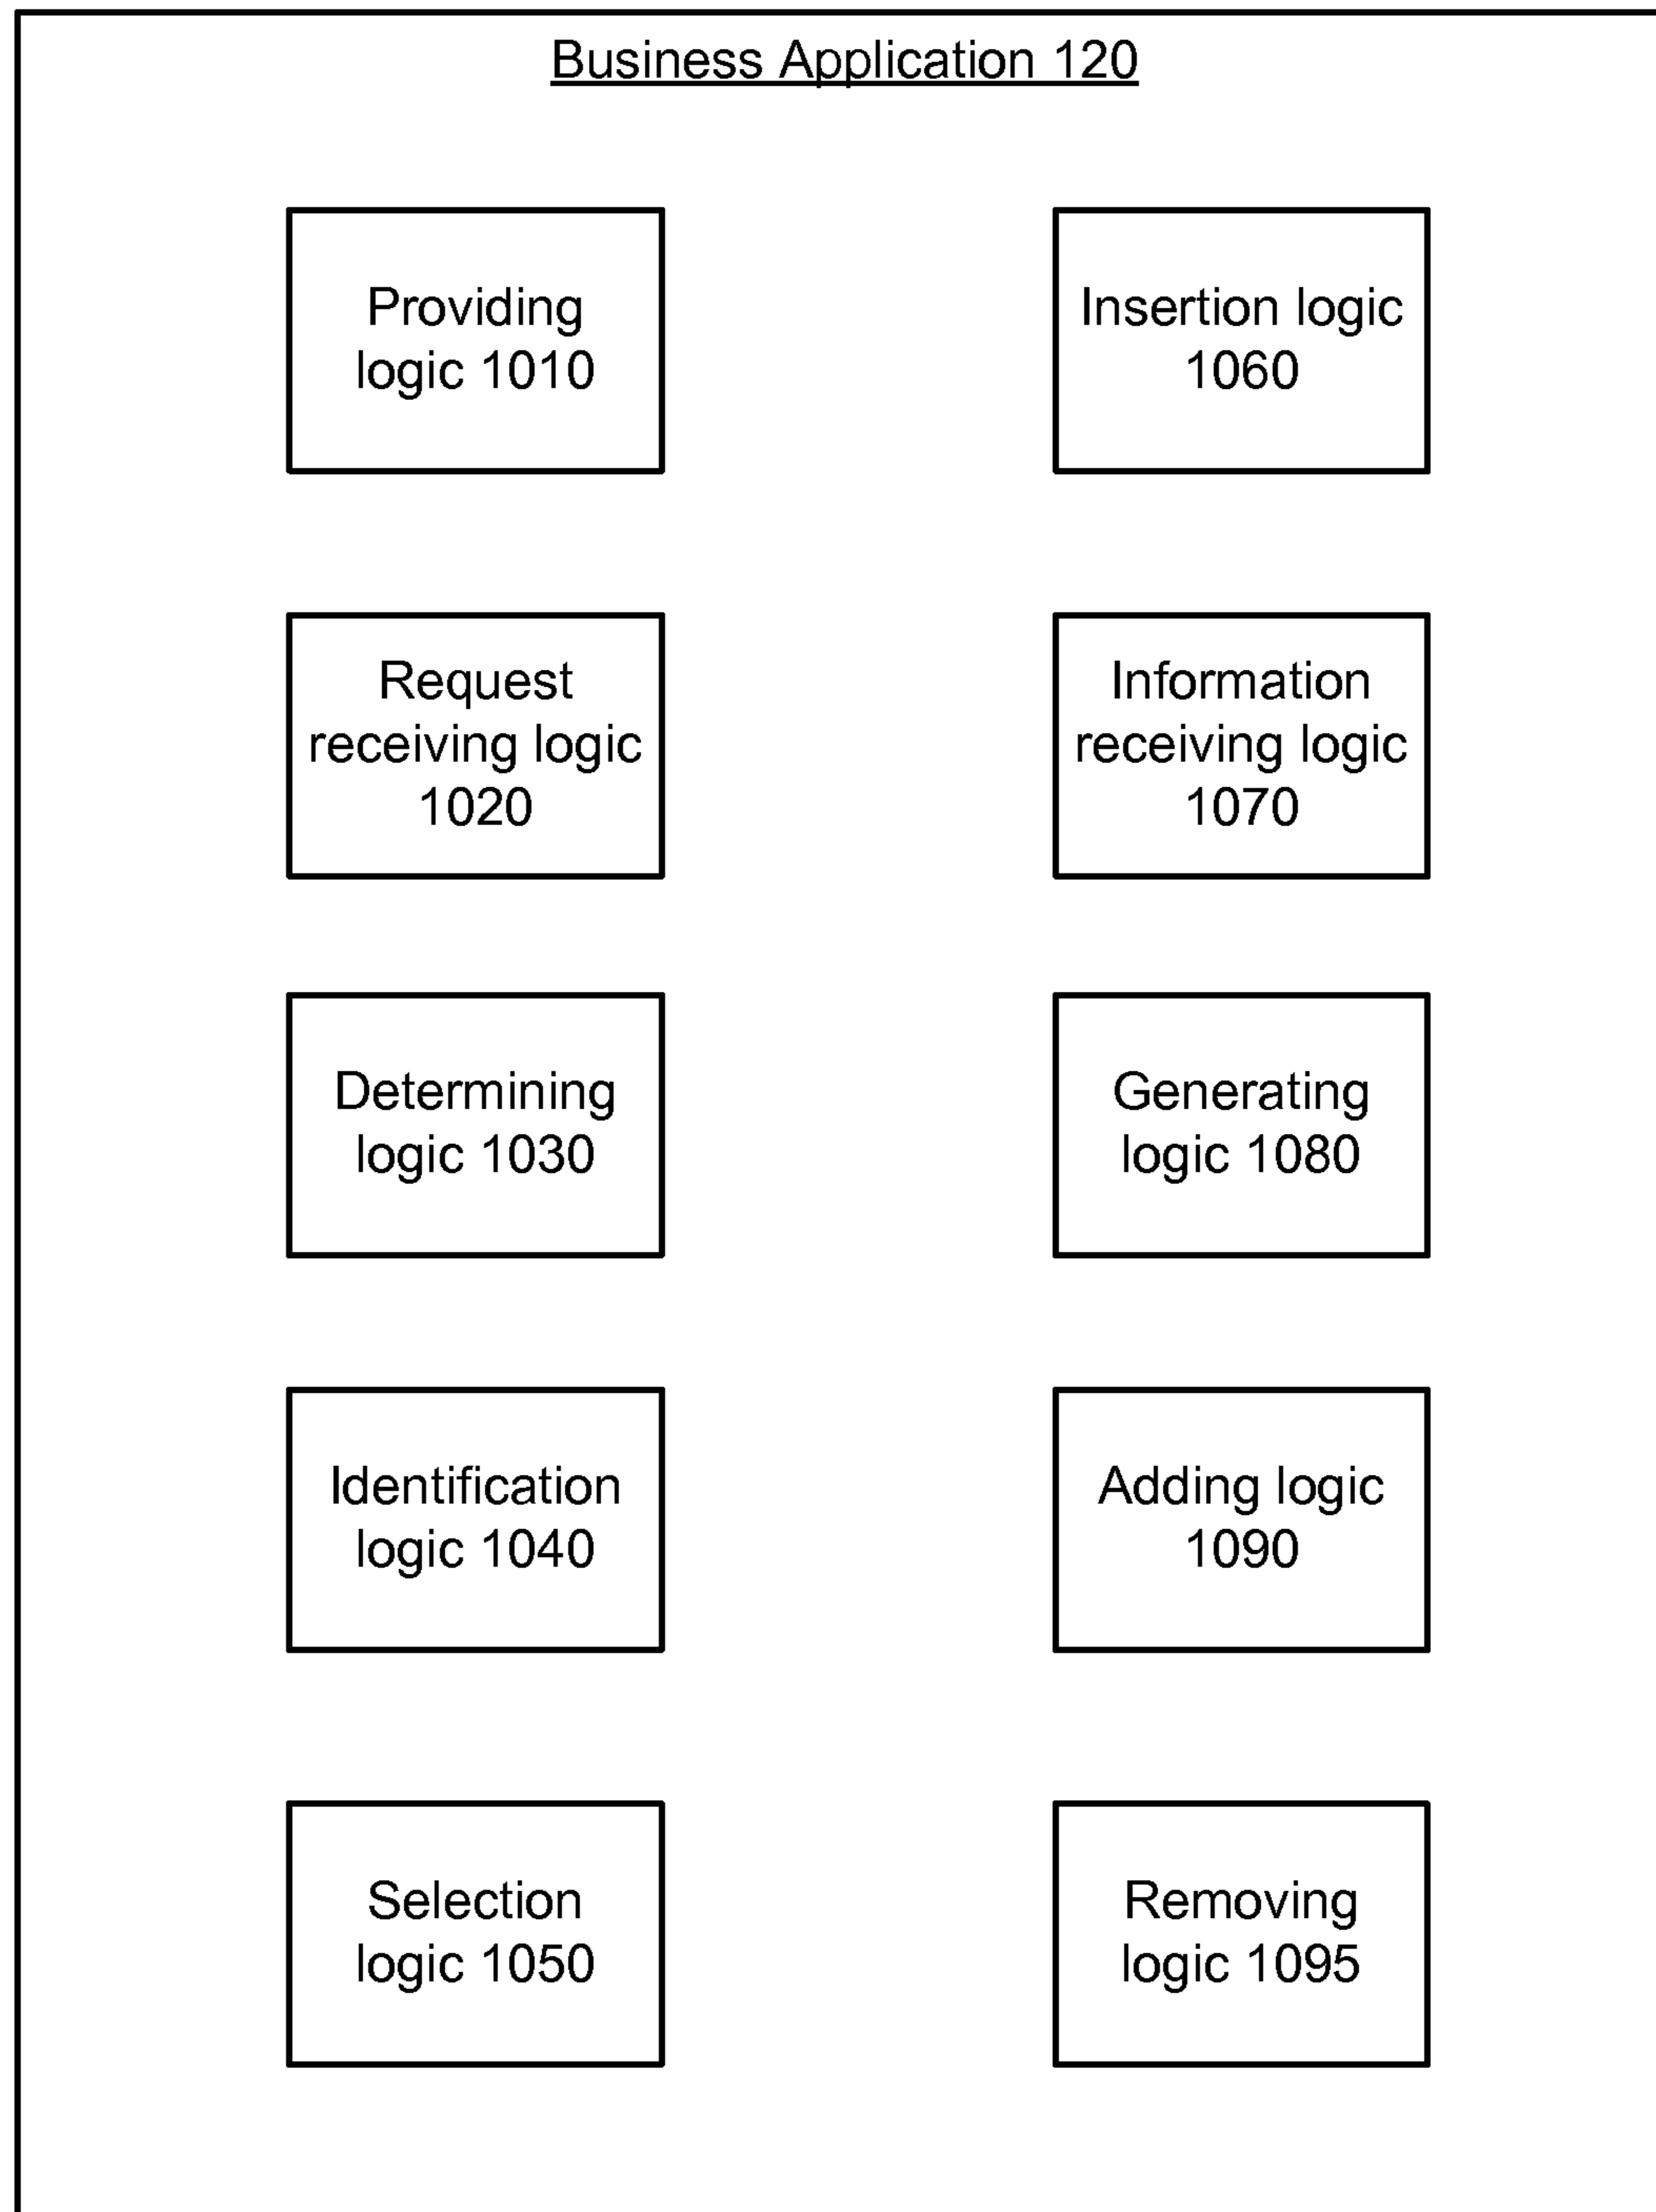 Business Application 120
Providing
logic 1010
Insertion logic
1060
Request
receiving logic
1020
Information
receiving logic
1070
Determining
logic 1030
Generating
logic 1080
Identification
logic 1040
Adding logic
1090
Selection
logic 1050
Removing
logic 1095